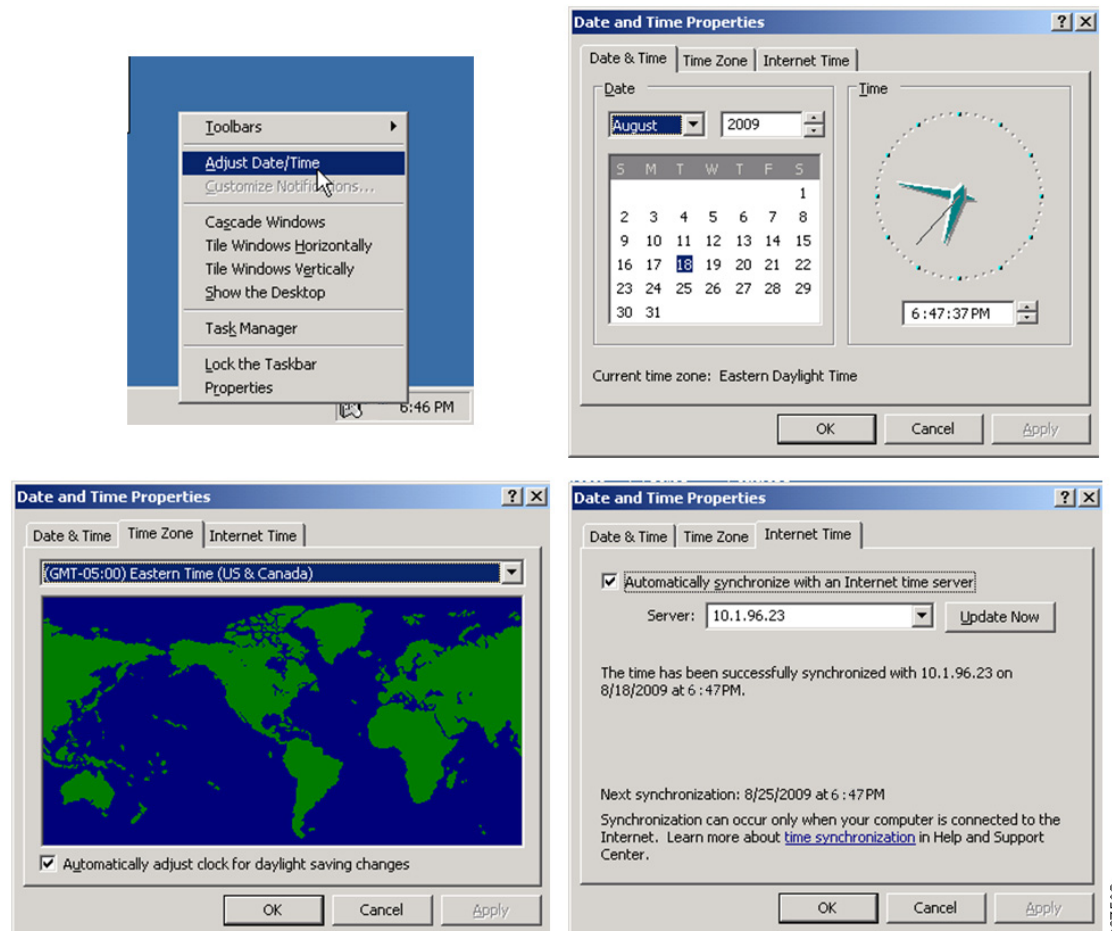 Toolbars
Adjust Date/Time
Cascade Windows
Tile Windows Horizontally
Tile Windows Vertically
Show the Desktop
Task Manager
Lock the Taskbar
Properties
6:46 PM
Date and Time Properties
Date & Time Time Zone Internet Time
Date
August 2009
S M T W T F S
1
2 3 4 5 6 7 8
9 10 11 12 13 14 15
16 17 18 19 20 21 22
23 24 25 26 27 28 29
30 31
Time
6:47:37 PM
Current time zone: Eastern Daylight Time
OK Cancel Apply
Date and Time Properties
Date & Time Time Zone Internet Time
(GMT-05:00) Eastern Time (US & Canada)
Automatically adjust clock for daylight saving changes
OK Cancel Apply
Date and Time Properties
Date & Time Time Zone Internet Time
Automatically synchronize with an Internet time server
Server: 10.1.96.23 Update Now
The time has been successfully synchronized with 10.1.96.23 on
8/18/2009 at 6:47PM.
Next synchronization: 8/25/2009 at 6:47PM
Synchronization can occur only when your computer is connected to the
Internet. Learn more about time synchronization in Help and Support
Center.
OK Cancel Apply